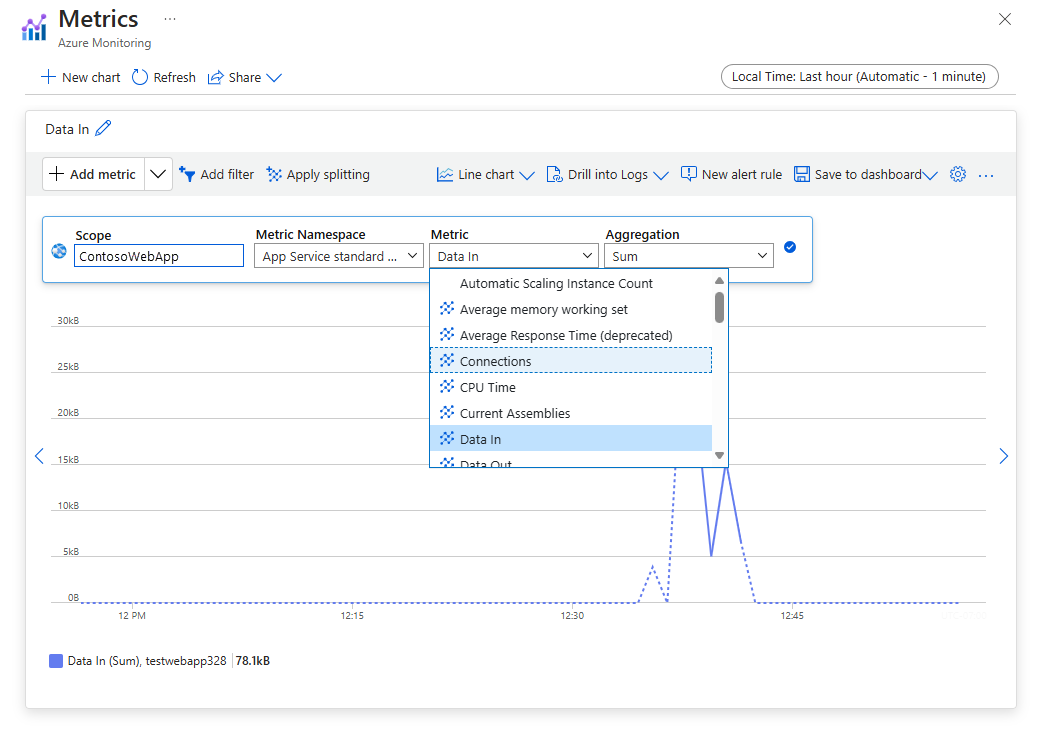 Metrics ...
Azure Monitoring
New chart Refresh Share
Local Time: Last hour (Automatic - 1 minute)
Data In
Add metric Add filter Apply splitting Line chart Drill into Logs New alert rule Save to dashboard ...
Scope Metric Namespace Metric Aggregation
ContosoWebApp App Service standard ... Data In Sum
Automatic Scaling Instance Count
Average memory working set
Average Response Time (deprecated)
Connections
CPU Time
Current Assemblies
Data In
Data Out
30kB
25kB
20kB
15kB
10kB
5kB
0B
12 PM 12:15 12:30 12:45
Data In (Sum), testwebapp328 78.1kB